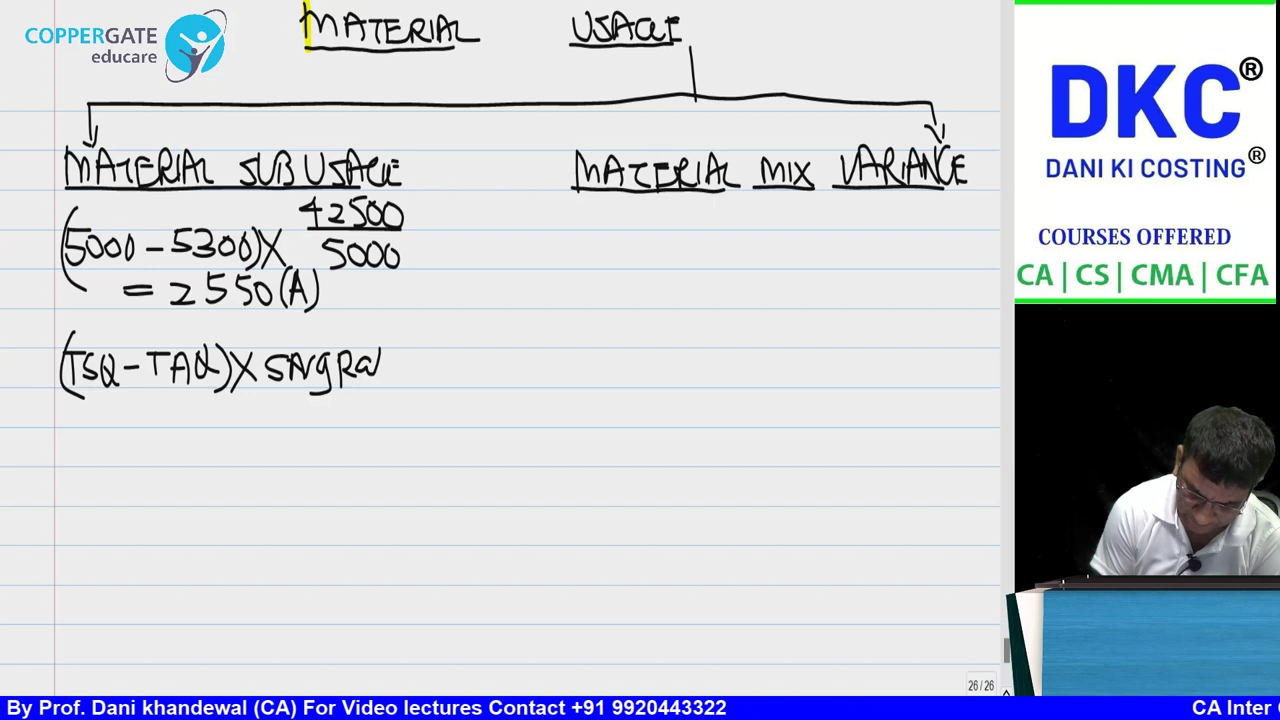 COPPERGATE
educare
MATERIAL USAGE
MATERIAL SUB USAGE
42500
(5000 - 5300) X 5000
= 2550 (A)
(TSQ - TAQ) X SAvg Ra
MATERIAL MIX VARIANCE
26 / 26
DKC®
DANI KI COSTING®
COURSES OFFERED
CA | CS | CMA | CFA
By Prof. Dani khandewal (CA) For Video lectures Contact +91 9920443322
CA Inter